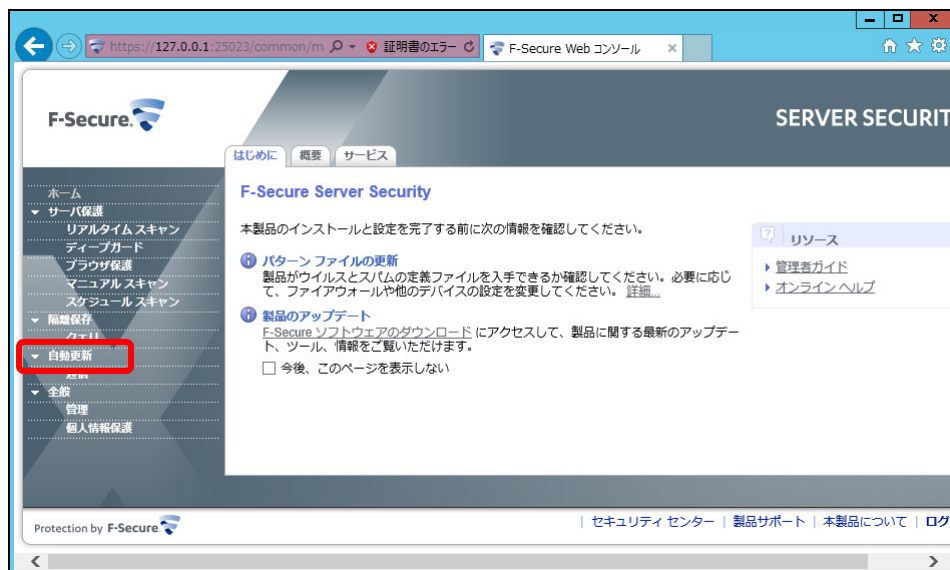 https://127.0.0.1:25023/common/m
証明書のエラー
F-Secure Web コンソール
F-Secure.
SERVER SECURIT
はじめに
概要
サービス
ホーム
サーバ保護
リアルタイム スキャン
ディープガード
ブラウザ保護
マニュアル スキャン
スケジュール スキャン
隔離保存
クエリ
自動更新
通信
全般
管理
個人情報保護
F-Secure Server Security
本製品のインストールと設定を完了する前に次の情報を確認してください。
パターン ファイルの更新
製品がウイルスとスパムの定義ファイルを入手できるか確認してください。必要に応じ
て、ファイアウォールや他のデバイスの設定を変更してください。 詳細...
製品のアップデート
F-Secure ソフトウェアのダウンロード にアクセスして、製品に関する最新のアップデー
ト、ツール、情報をご覧いただけます。
今後、このページを表示しない
リソース
管理者ガイド
オンライン ヘルプ
Protection by F-Secure
| セキュリティ センター | 製品サポート | 本製品について | ログ